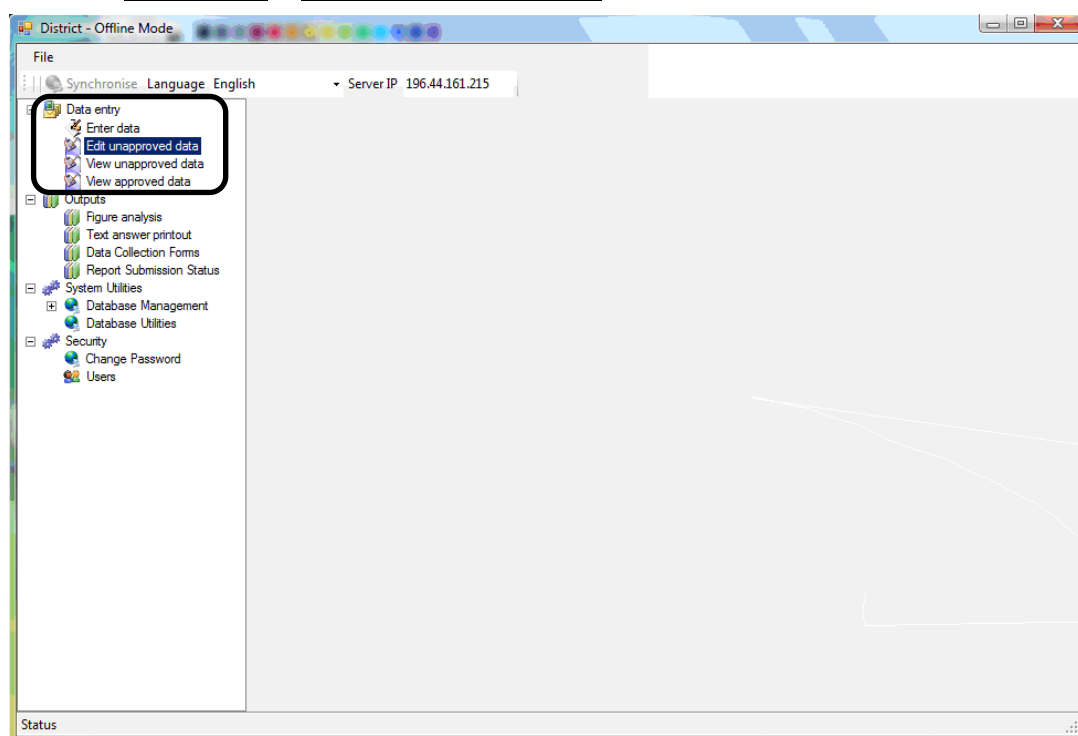 District - Offline Mode
File
Synchronise Language English Server IP 196.44.161.215
Data entry
Enter data
Edit unapproved data
View unapproved data
View approved data
Outputs
Figure analysis
Text answer printout
Data Collection Forms
Report Submission Status
System Utilities
Database Management
Database Utilities
Security
Change Password
Users
Status